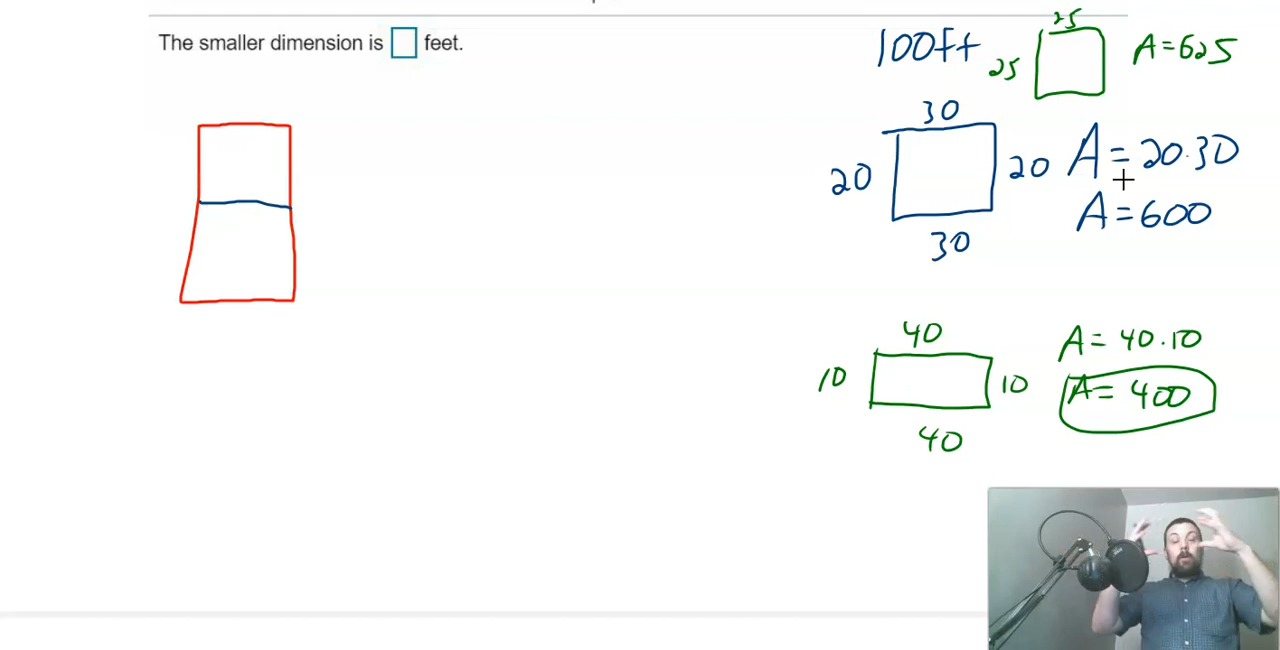 The smaller dimension is feet.
100ft
25
25
A=625
30
20
20
A=20·30
A=600
30
40
10
10
A= 40·10
A= 400
40